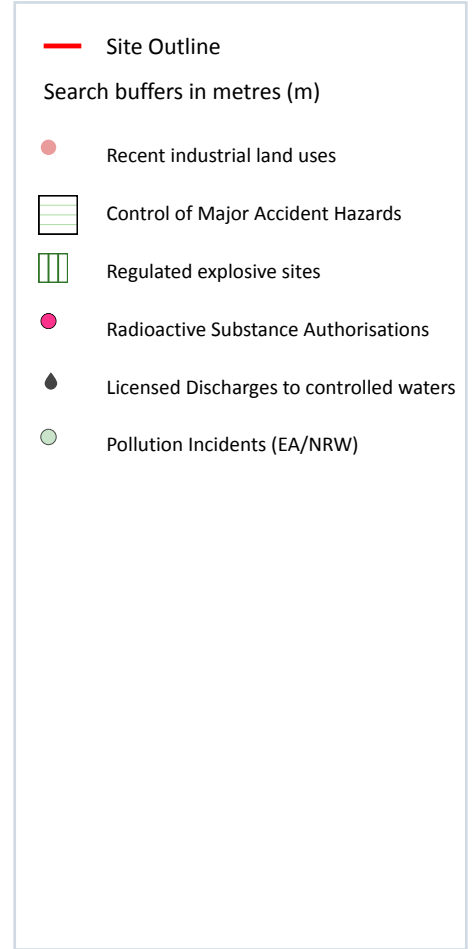 Site Outline
Search buffers in metres (m)
Recent industrial land uses
Control of Major Accident Hazards
Regulated explosive sites
Radioactive Substance Authorisations
Licensed Discharges to controlled waters
Pollution Incidents (EA/NRW)